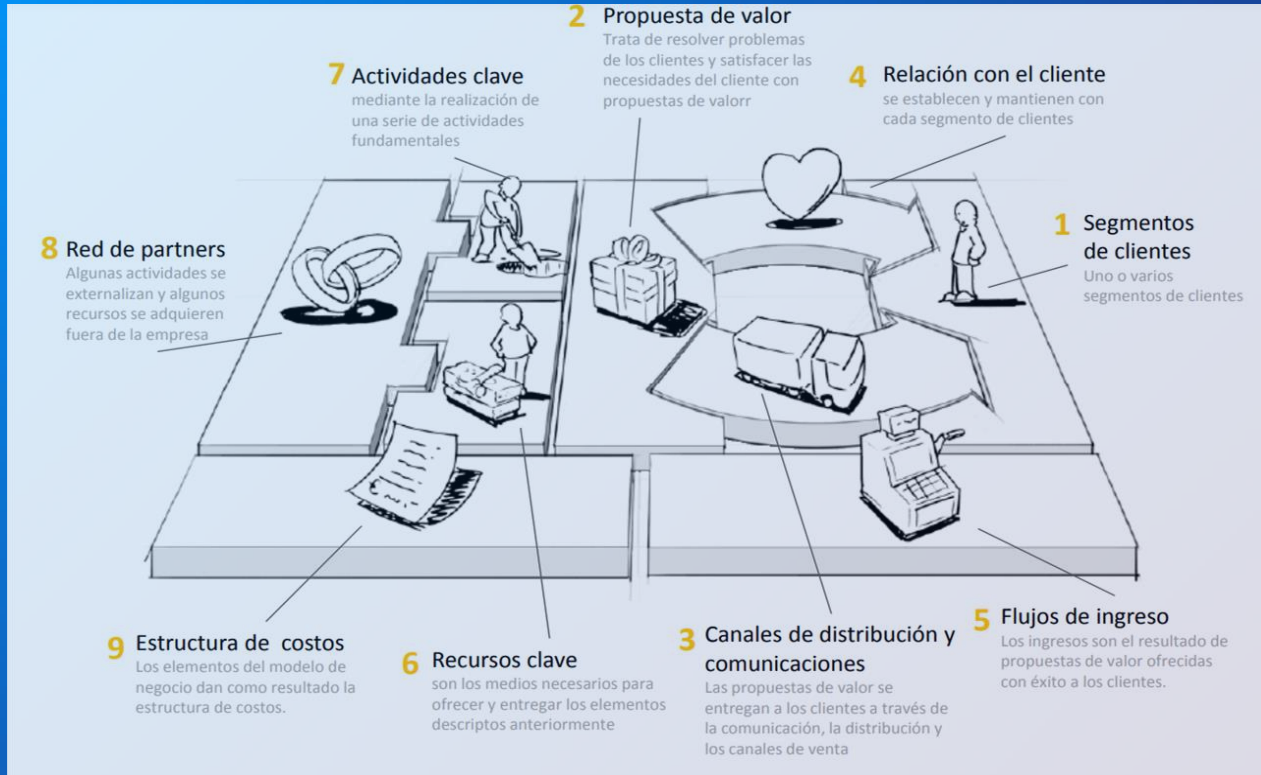 2 Propuesta de valor
Trata de resolver problemas
de los clientes y satisfacer las
necesidades del cliente con
propuestas de valorr
7 Actividades clave
mediante la realización de
una serie de actividades
fundamentales
4 Relación con el cliente
se establecen y mantienen con
cada segmento de clientes
1 Segmentos
de clientes
Uno o varios
segmentos de clientes
8 Red de partners
Algunas actividades se
externalizan y algunos
recursos se adquieren
fuera de la empresa
9 Estructura de costos
Los elementos del modelo de
negocio dan como resultado la
estructura de costos.
6 Recursos clave
son los medios necesarios para
ofrecer y entregar los elementos
descriptos anteriormente
3 Canales de distribución y
comunicaciones
Las propuestas de valor se
entregan a los clientes a través de
la comunicación, la distribución y
los canales de venta
5 Flujos de ingreso
Los ingresos son el resultado de
propuestas de valor ofrecidas
con éxito a los clientes.